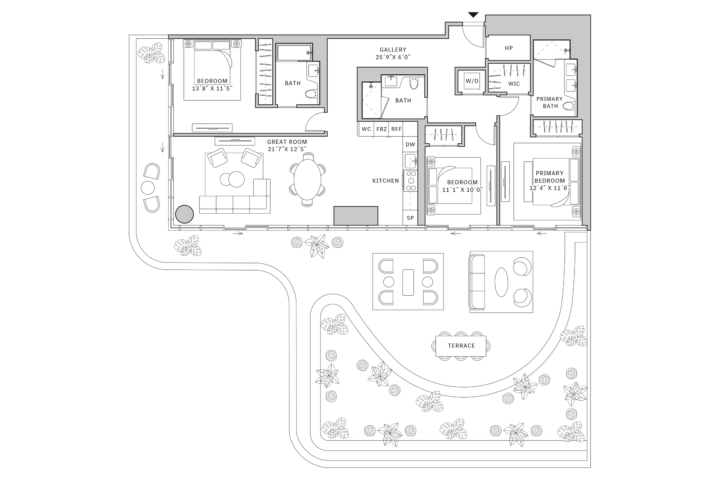 GALLERY
25'9"X 4'0"
HP
BEDROOM
13'8" X 11'5"
BATH
W/D
WIC
BATH
PRIMARY
BATH
WC FRZ REF
GREAT ROOM
21'7"X 12'5"
DW
KITCHEN
BEDROOM
11'1" X 10'0"
PRIMARY
BEDROOM
12'4" X 11'6"
SP
TERRACE